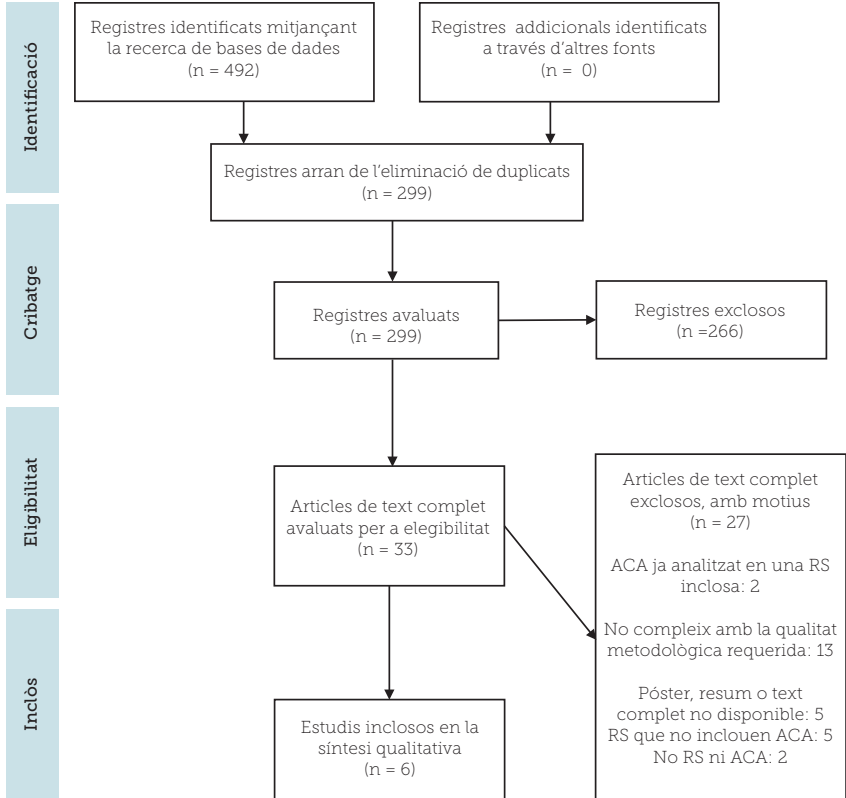 Identificació
Registres identificats mitjançant
la recerca de bases de dades
(n = 492)
Registres addicionals identificats
a través d'altres fonts
(n = 0)
Registres arran de l'eliminació de duplicats
(n = 299)
Cribatge
Registres avaluats
(n = 299)
Registres exclosos
(n =266)
Eligibilitat
Articles de text complet
avaluats per a elegibilitat
(n = 33)
Articles de text complet
exclosos, amb motius
(n = 27)
ACA ja analitzat en una RS
inclosa: 2
No compleix amb la qualitat
metodològica requerida: 13
Póster, resum o text
complet no disponible: 5
RS que no inclouen ACA: 5
No RS ni ACA: 2
Inclòs
Estudis inclosos en la
síntesi qualitativa
(n = 6)